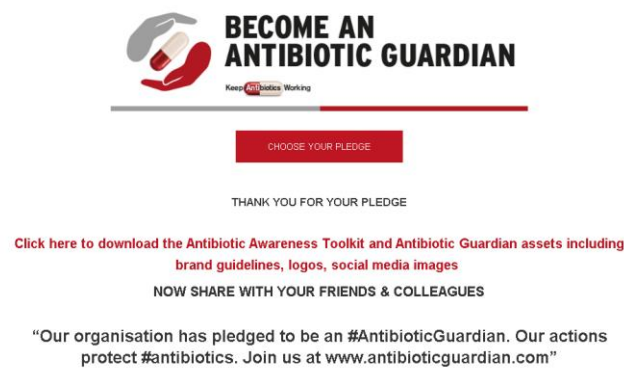 BECOME AN
ANTIBIOTIC GUARDIAN
Keep Antibiotics Working
CHOOSE YOUR PLEDGE
THANK YOU FOR YOUR PLEDGE
Click here to download the Antibiotic Awareness Toolkit and Antibiotic Guardian assets including
brand guidelines, logos, social media images
NOW SHARE WITH YOUR FRIENDS & COLLEAGUES
“Our organisation has pledged to be an #AntibioticGuardian. Our actions
protect #antibiotics. Join us at www.antibioticguardian.com”